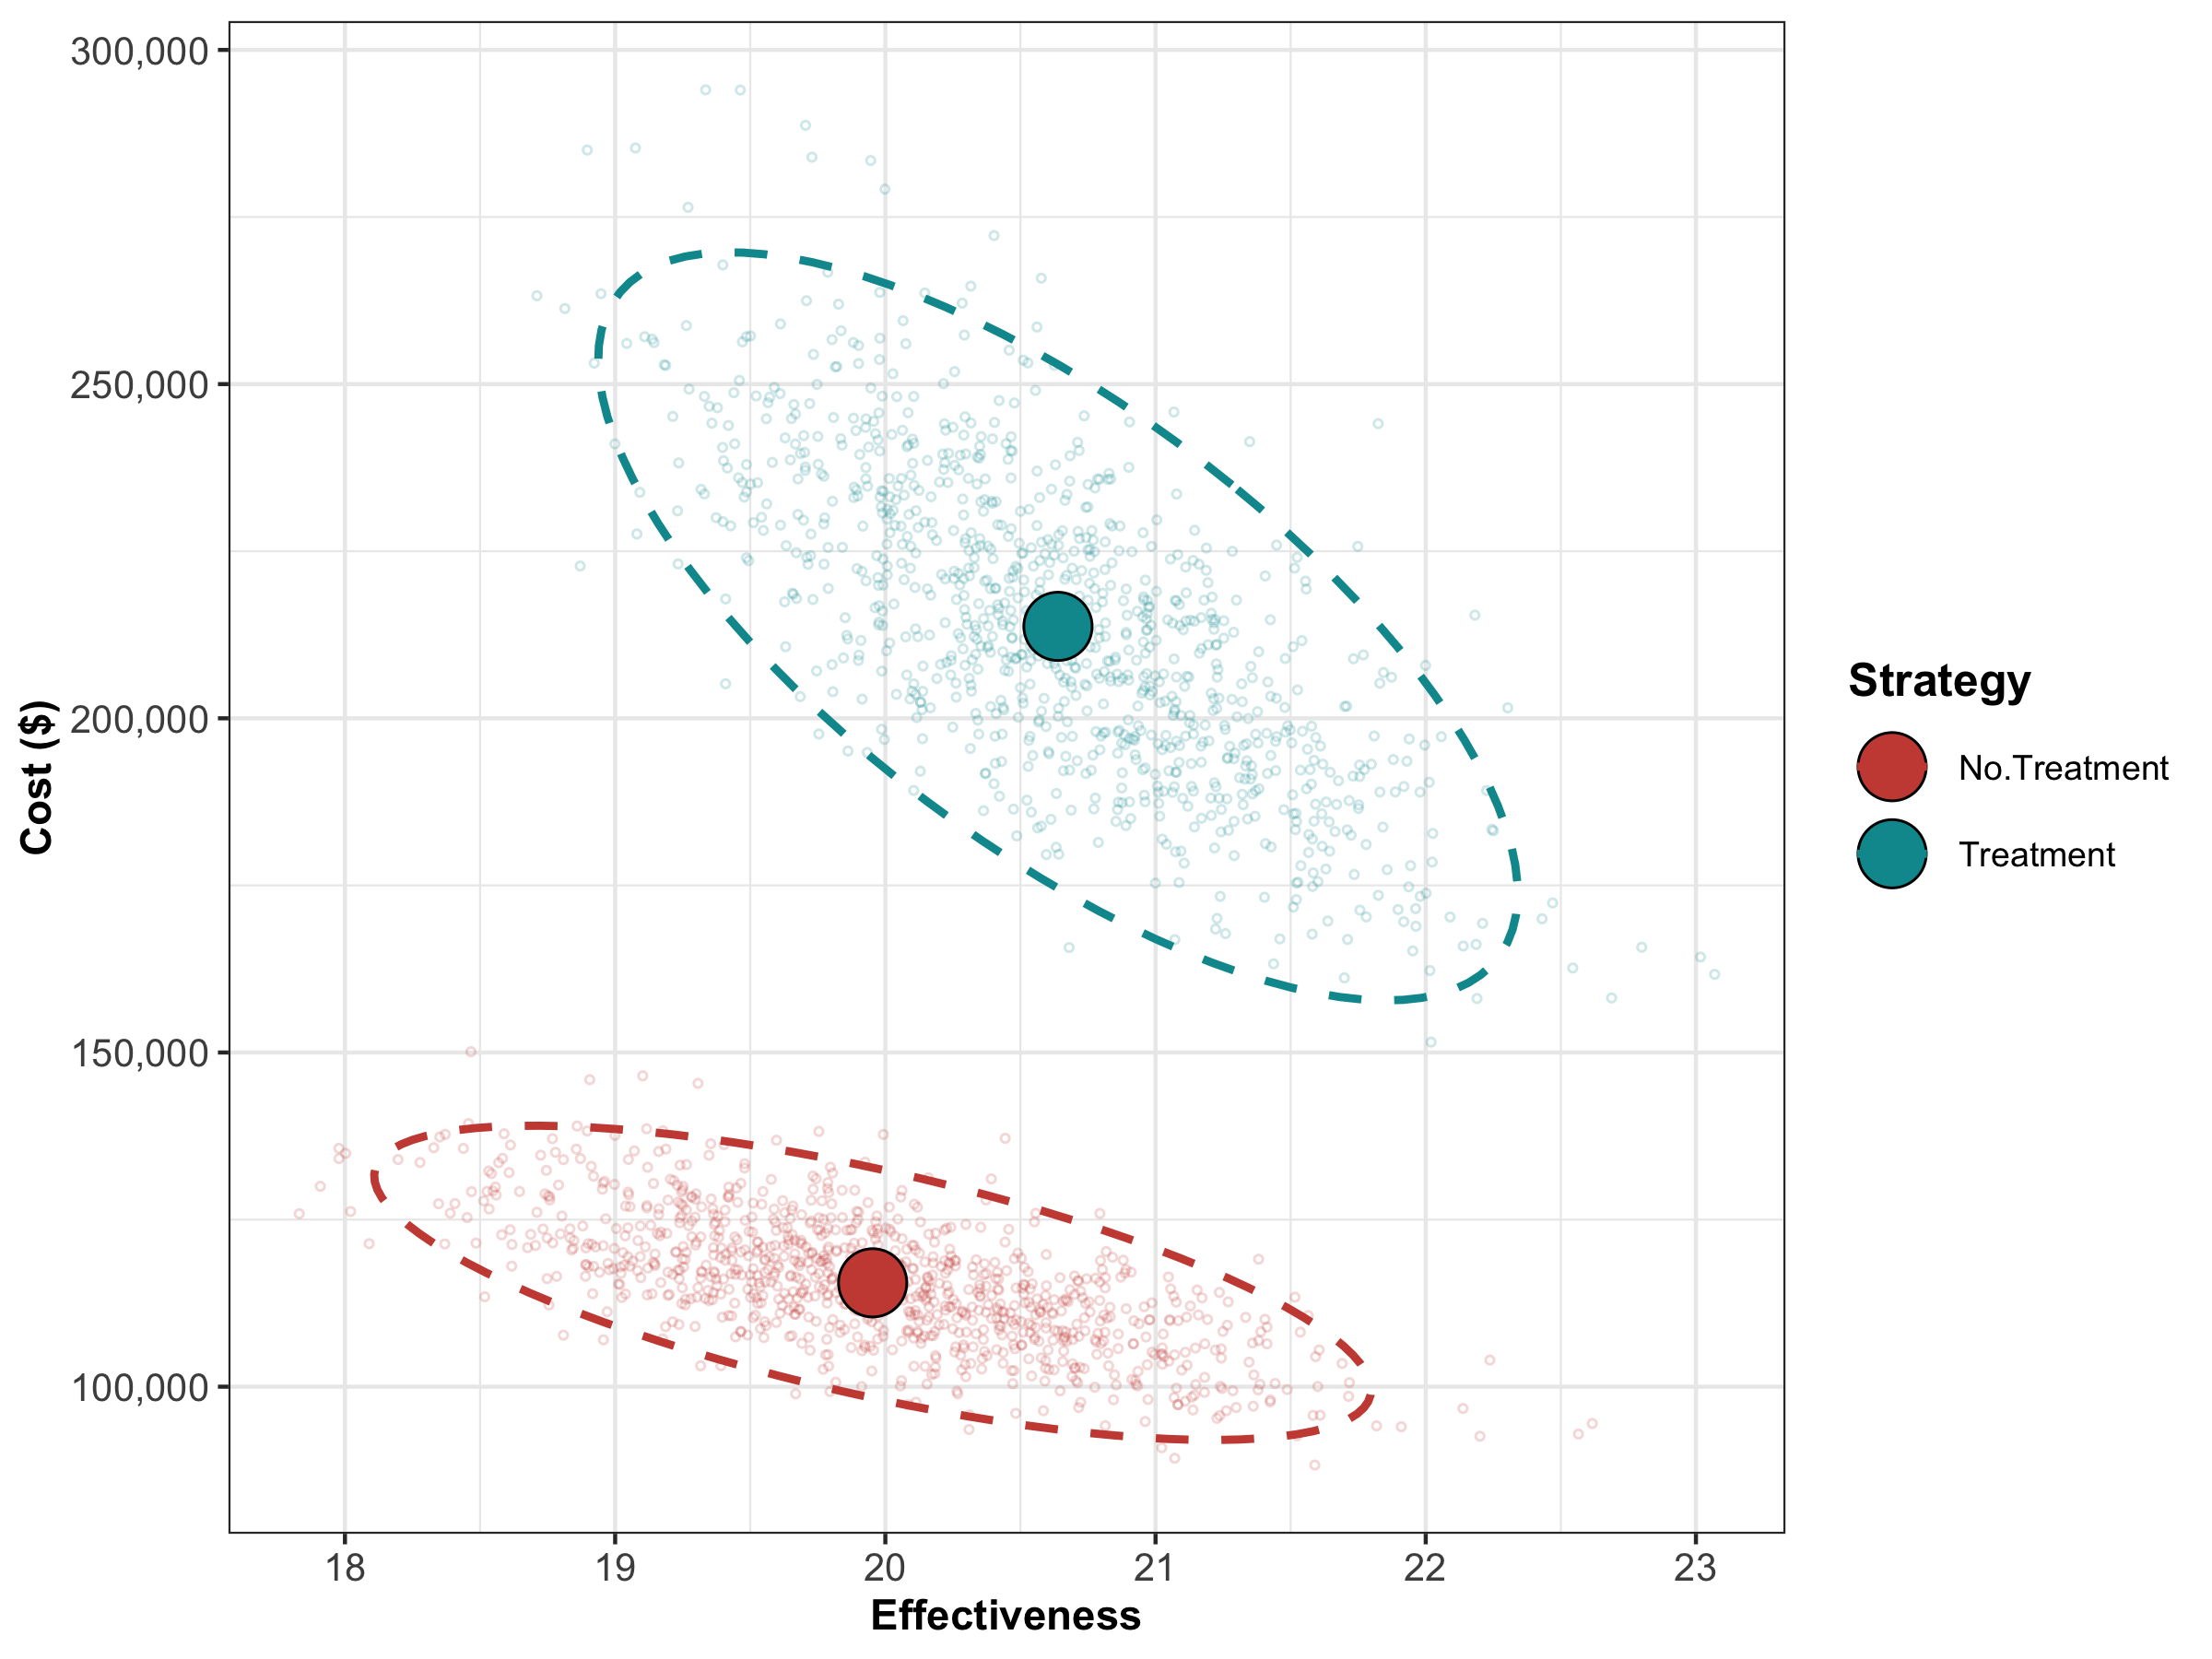 300,000
250,000
200,000
150,000
100,000
Cost ($)
18 19 20 21 22 23
Effectiveness
Strategy
No.Treatment
Treatment